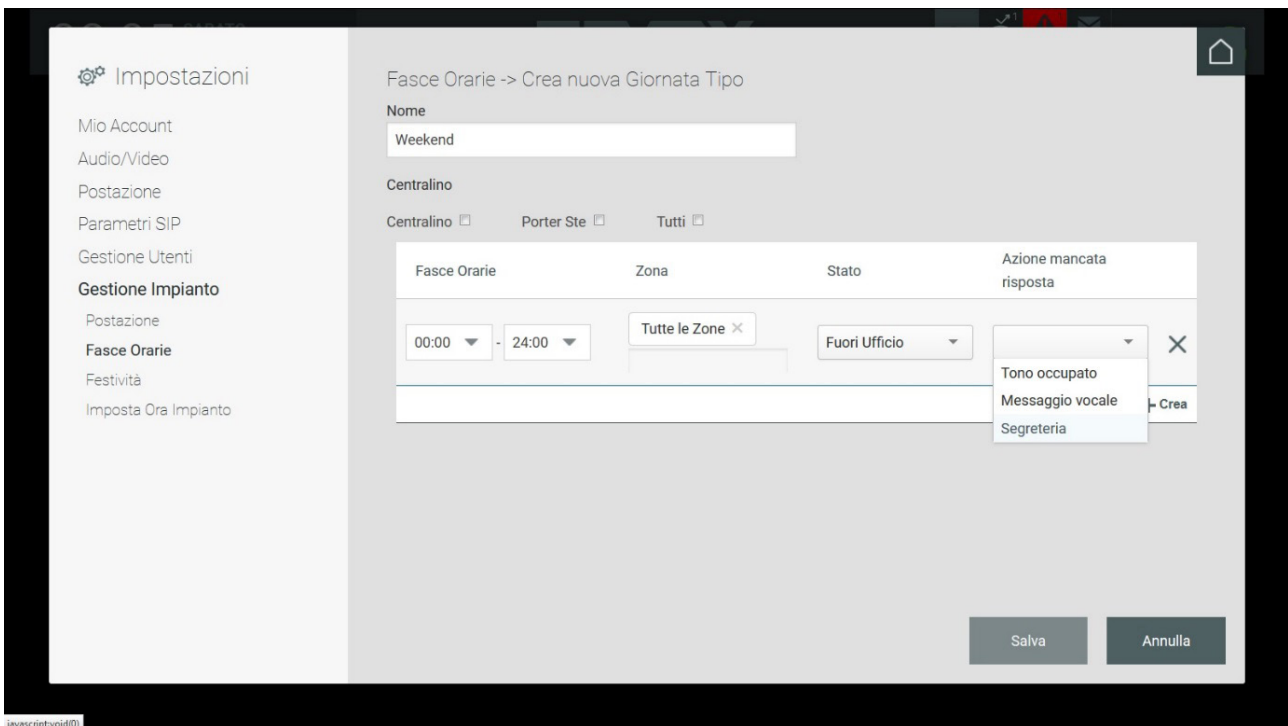 Impostazioni
Mio Account
Audio/Video
Postazione
Parametri SIP
Gestione Utenti
Gestione Impianto
Postazione
Fasce Orarie
Festività
Imposta Ora Impianto
Fasce Orarie -> Crea nuova Giornata Tipo
Nome
Weekend
Centralino
Centralino Porter Ste Tutti
Fasce Orarie Zona Stato Azione mancata risposta
00:00 - 24:00 Tutte le Zone Fuori Ufficio
Tono occupato
Messaggio vocale
Segreteria
Crea
Salva Annulla
javascript:void(0)